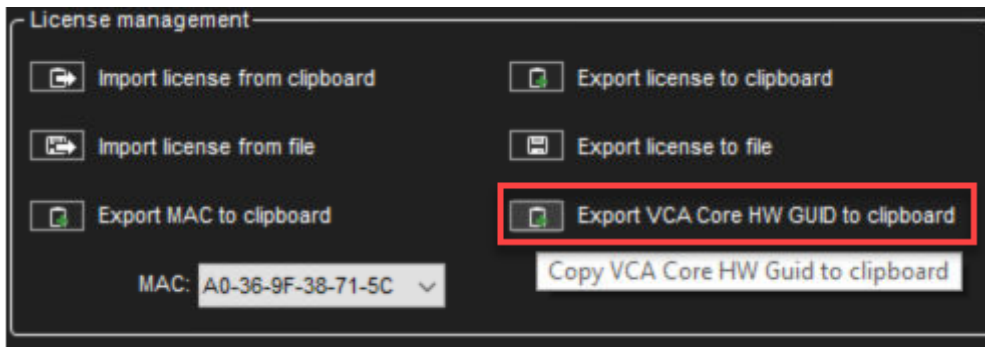 License management
Import license from clipboard
Export license to clipboard
Import license from file
Export license to file
Export MAC to clipboard
Export VCA Core HW GUID to clipboard
Copy VCA Core HW Guid to clipboard
MAC: A0-36-9F-38-71-5C